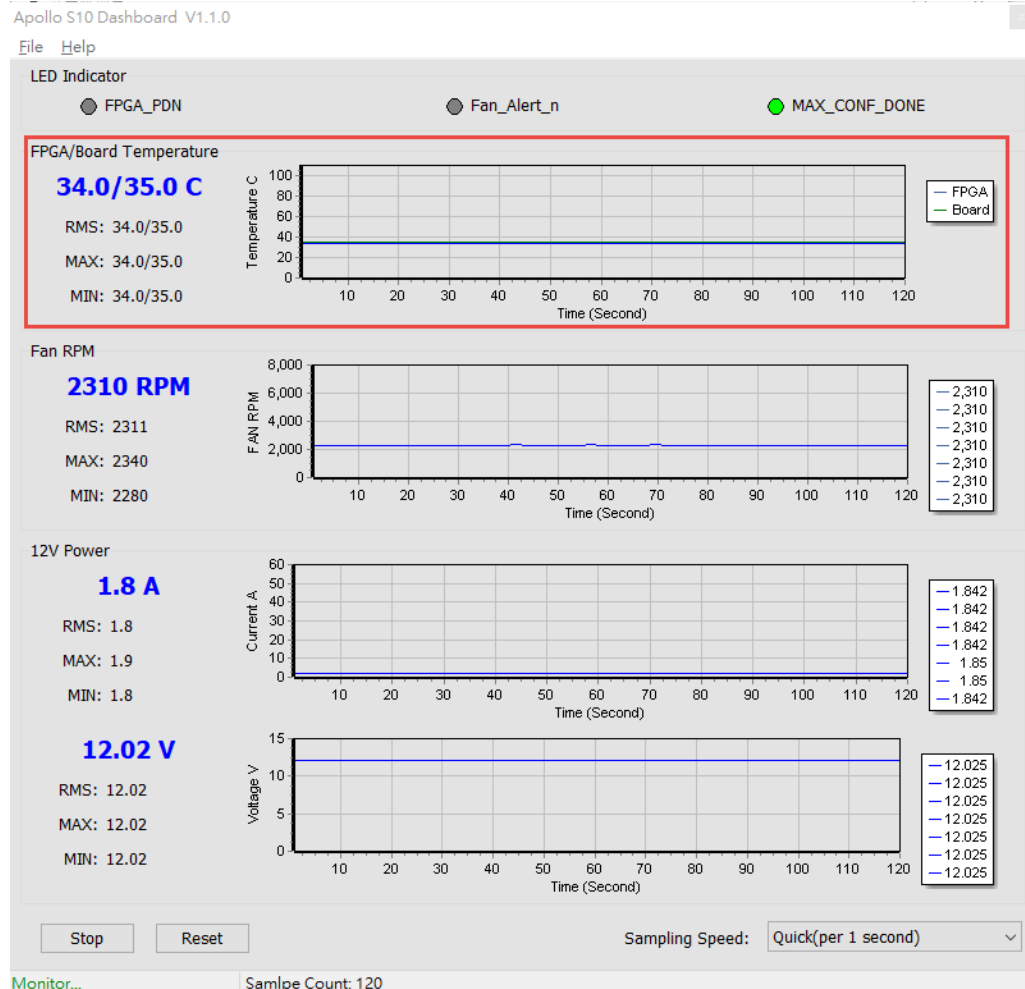 Apollo S10 Dashboard V1.1.0
File Help
LED Indicator
FPGA_PDN Fan_Alert_n MAX_CONF_DONE
FPGA/Board Temperature
34.0/35.0 C
RMS: 34.0/35.0
MAX: 34.0/35.0
MIN: 34.0/35.0
Temperature C
100
80
60
40
20
0
10 20 30 40 50 60 70 80 90 100 110 120
Time (Second)
FPGA
Board
Fan RPM
2310 RPM
RMS: 2311
MAX: 2340
MIN: 2280
FAN RPM
8,000
6,000
4,000
2,000
0
10 20 30 40 50 60 70 80 90 100 110 120
Time (Second)
2,310
2,310
2,310
2,310
2,310
2,310
2,310
12V Power
1.8 A
RMS: 1.8
MAX: 1.9
MIN: 1.8
Current A
60
50
40
30
20
10
0
10 20 30 40 50 60 70 80 90 100 110 120
Time (Second)
1.842
1.842
1.842
1.842
1.85
1.85
1.842
12.02 V
RMS: 12.02
MAX: 12.02
MIN: 12.02
Voltage V
15
10
5
0
10 20 30 40 50 60 70 80 90 100 110 120
Time (Second)
12.025
12.025
12.025
12.025
12.025
12.025
12.025
Stop Reset Sampling Speed: Quick(per 1 second)
Monitor... Samlpe Count: 120